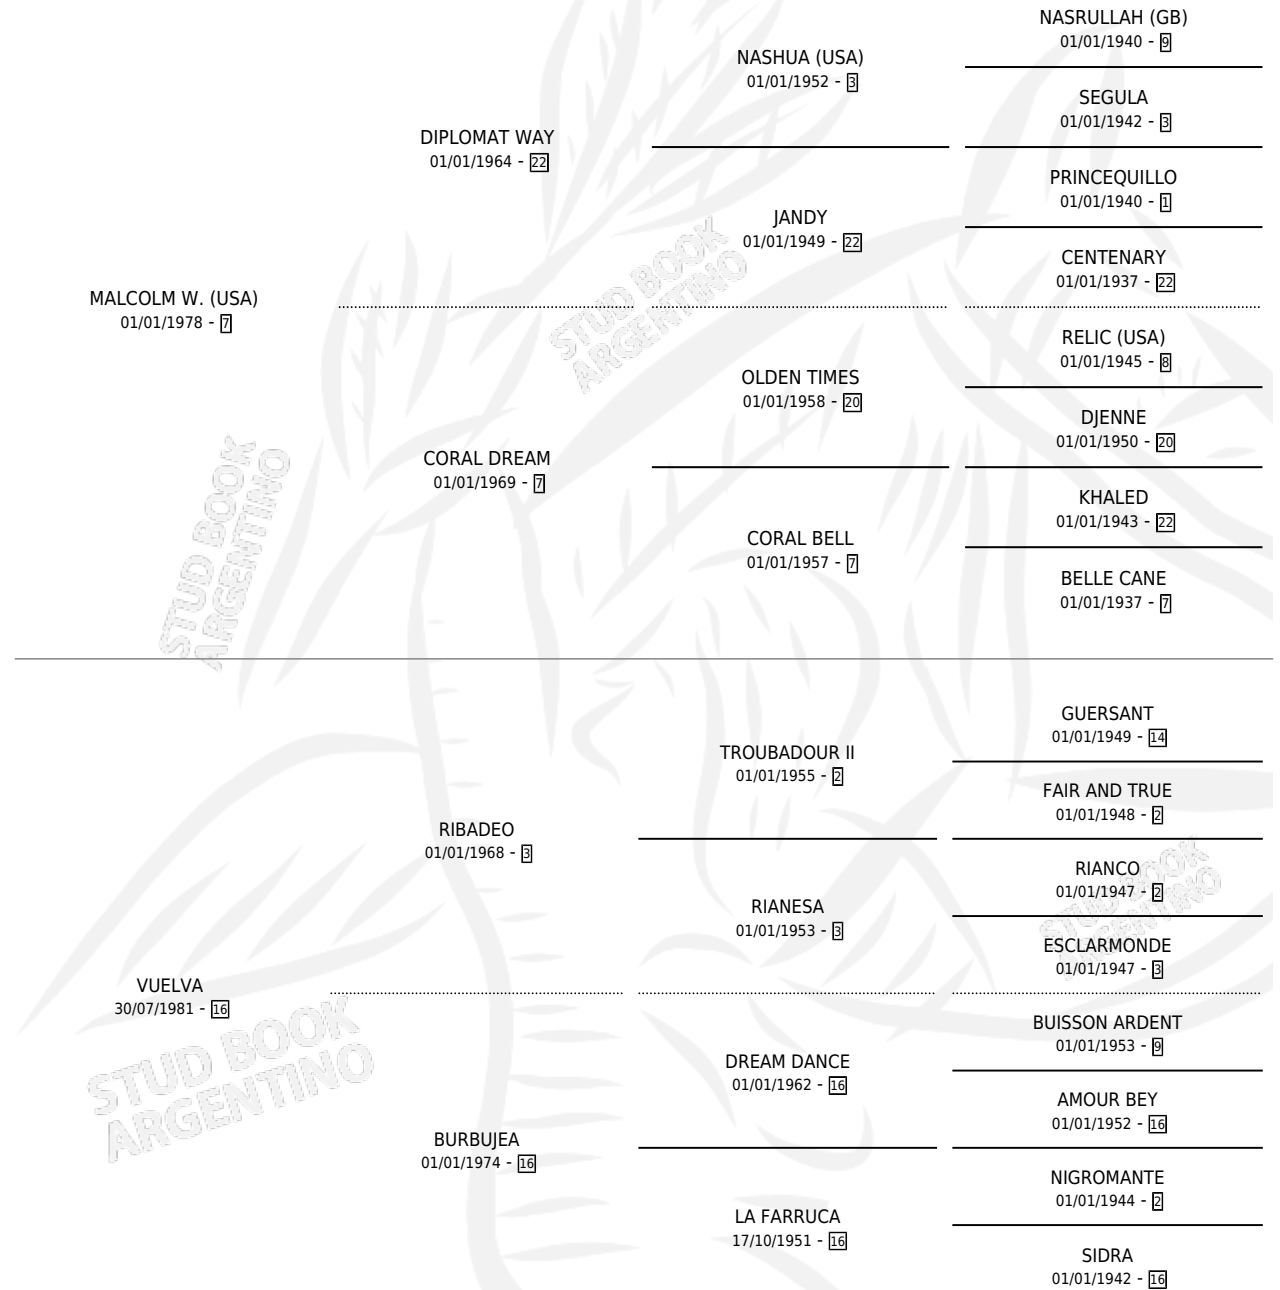 NASRULLAH (GB)
01/01/1940 - 9
NASHUA (USA)
01/01/1952 - 3
SEGULA
01/01/1942 - 3
DIPLOMAT WAY
01/01/1964 - 22
PRINCEQUILLO
01/01/1940 - 1
JANDY
01/01/1949 - 22
CENTENARY
01/01/1937 - 22
MALCOLM W. (USA)
01/01/1978 - 7
RELIC (USA)
01/01/1945 - 8
OLDEN TIMES
01/01/1958 - 20
DJENNE
01/01/1950 - 20
CORAL DREAM
01/01/1969 - 7
KHALED
01/01/1943 - 22
CORAL BELL
01/01/1957 - 7
BELLE CANE
01/01/1937 - 7
GUERSANT
01/01/1949 - 14
TROUBADOUR II
01/01/1955 - 2
FAIR AND TRUE
01/01/1948 - 2
RIBADEO
01/01/1968 - 3
RIANCO
01/01/1947 - 2
RIANESA
01/01/1953 - 3
ESCLARMONDE
01/01/1947 - 3
VUELVA
30/07/1981 - 16
BUISSON ARDENT
01/01/1953 - 9
DREAM DANCE
01/01/1962 - 16
AMOUR BEY
01/01/1952 - 16
BURBUJEA
01/01/1974 - 16
NIGROMANTE
01/01/1944 - 2
LA FARRUCA
17/10/1951 - 16
SIDRA
01/01/1942 - 16
STUD BOOK
ARGENTINO
STUD BOOK
ARGENTINO
STUD BOOK
ARGENTINO
STUD BOOK
ARGENTINO